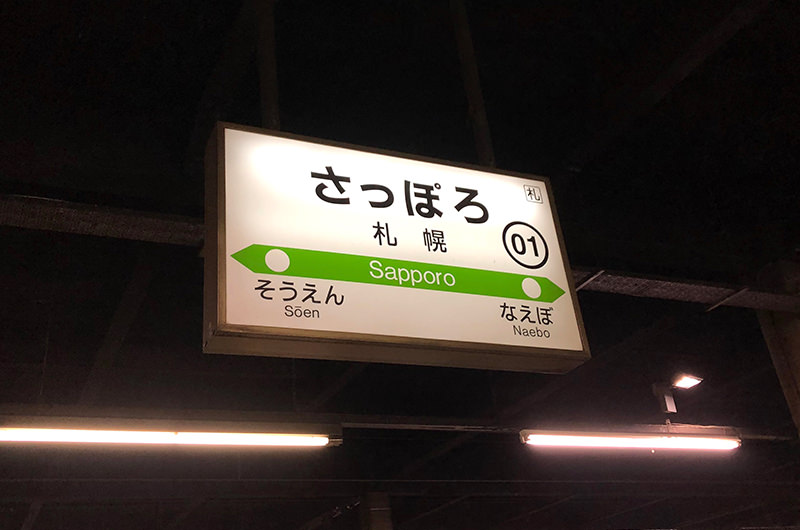 さっぽろ
札
札幌
01
Sapporo
そうえん
Sōen
なえぼ
Naebo